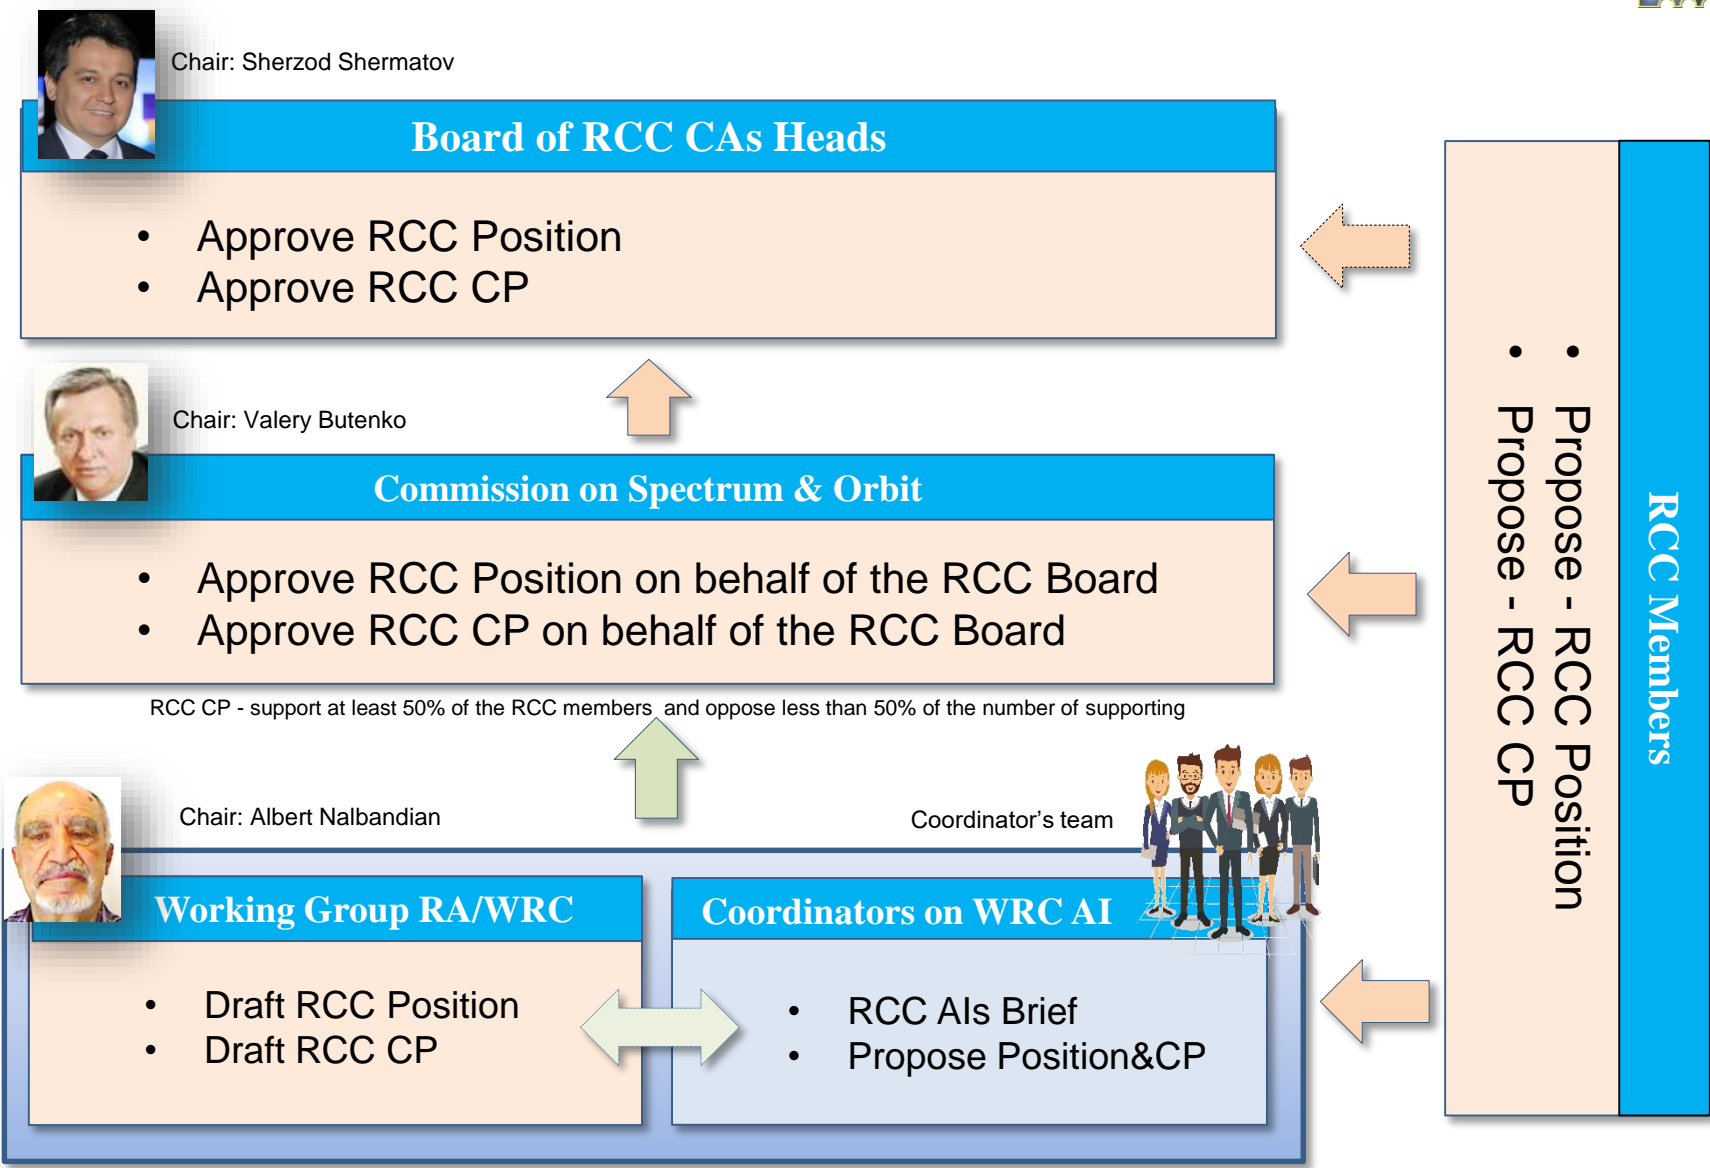 Chair: Sherzod Shermatov
Board of RCC CAs Heads
• Approve RCC Position
• Approve RCC CP
Chair: Valery Butenko
Commission on Spectrum & Orbit
• Approve RCC Position on behalf of the RCC Board
• Approve RCC CP on behalf of the RCC Board
RCC CP - support at least 50% of the RCC members and oppose less than 50% of the number of supporting
Chair: Albert Nalbandian
Coordinator’s team
Working Group RA/WRC
• Draft RCC Position
• Draft RCC CP
Coordinators on WRC AI
• RCC AIs Brief
• Propose Position&CP
RCC Members
• Propose - RCC Position
• Propose - RCC CP